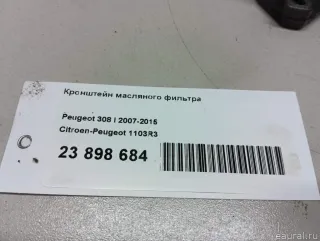 Кронштейн масляного фильтра
Peugeot 308 I 2007-2015
Citroen-Peugeot 1103R3
23 898 684
eaural.ru